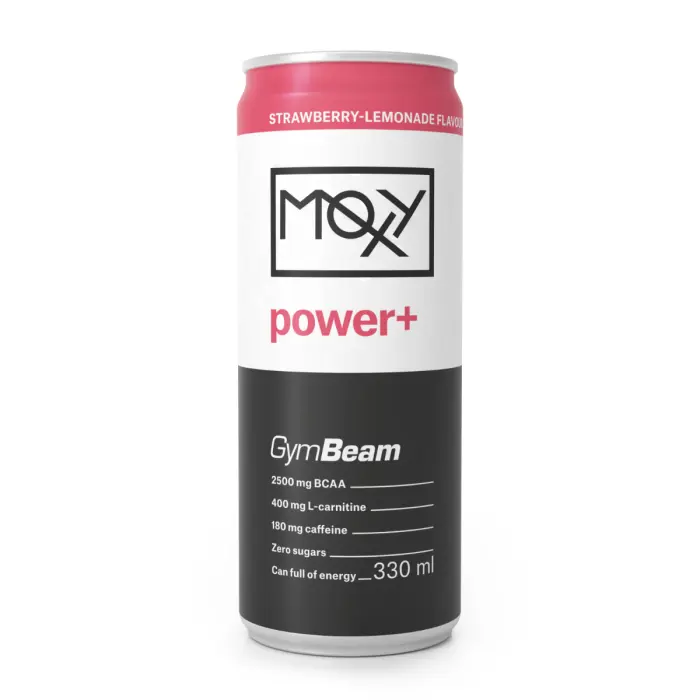 STRAWBERRY-LEMONADE FLAVOUR
MOXY
power+
GymBeam
2500 mg BCAA
400 mg L-carnitine
180 mg caffeine
Zero sugars
Can full of energy 330 ml